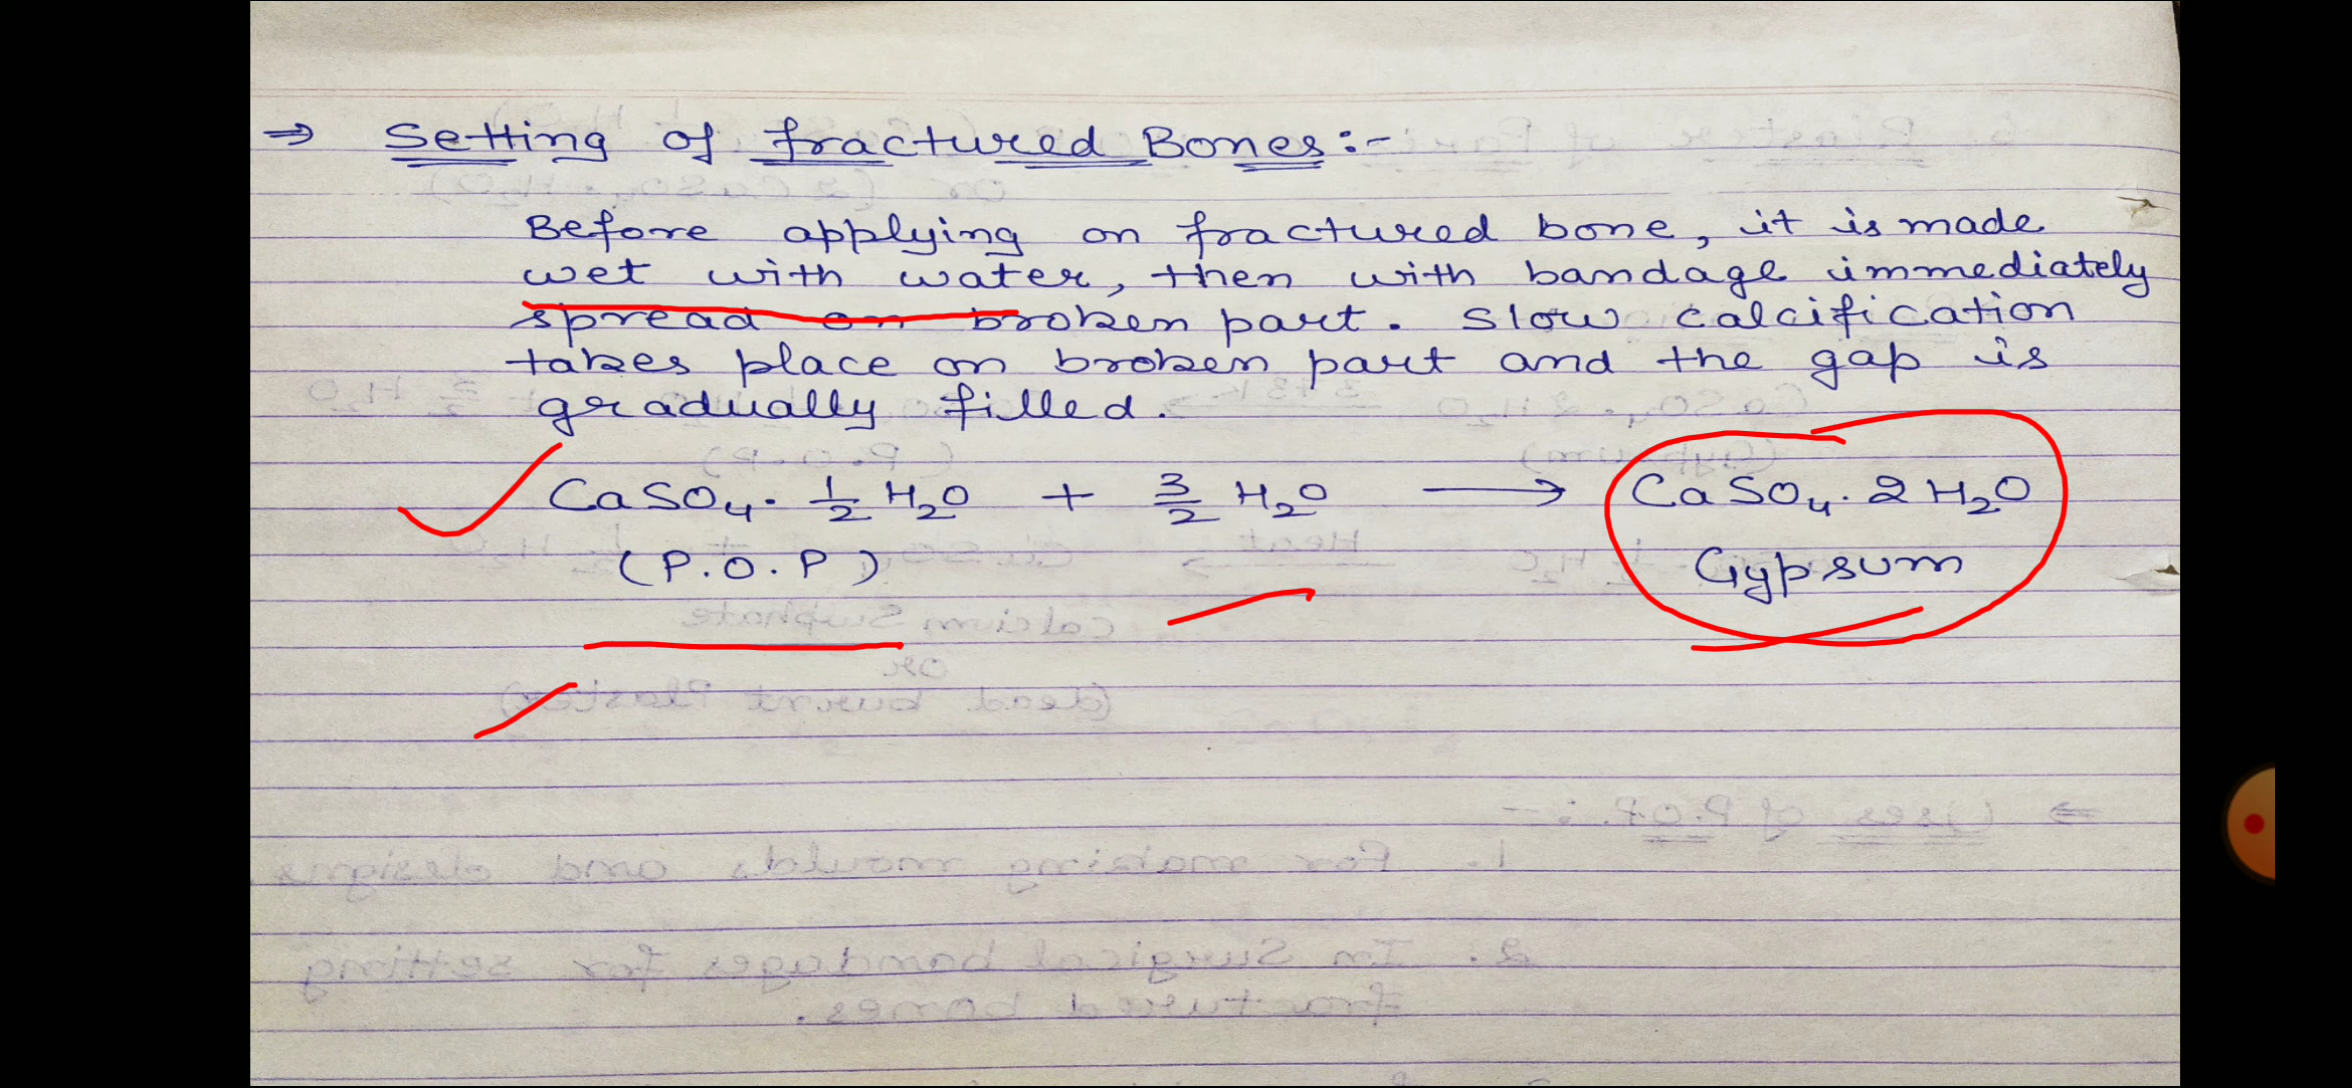 ⇒ Setting of fractured Bones:-
Before applying on fractured bone, it is made
wet with water, then with bandage immediately
spread on broken part. Slow calcification
takes place on broken part and the gap is
gradually filled.
CaSO₄. 1/2 H₂O + 3/2 H₂O ⟶ CaSO₄. 2H₂O
(P.O.P) Gypsum